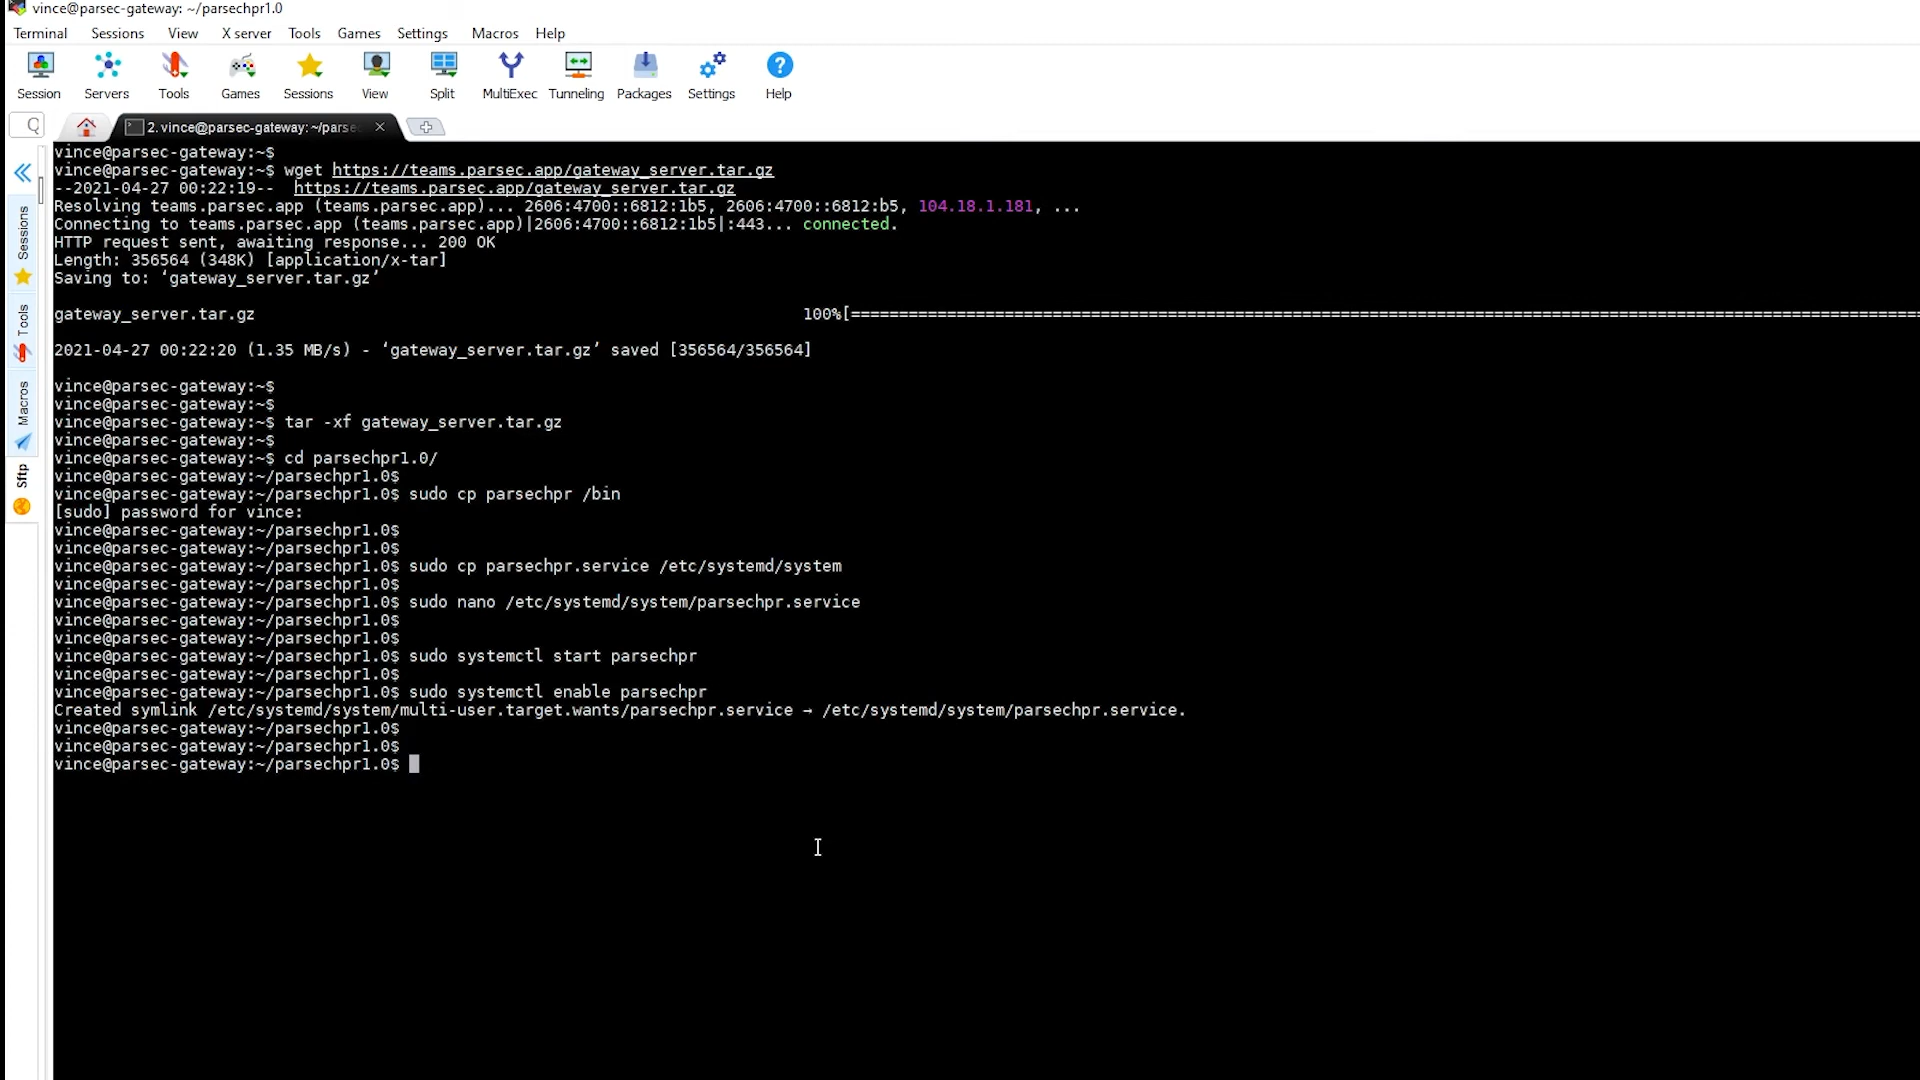 vince@parsec-gateway: ~/parsechpr1.0
Terminal Sessions View X server Tools Games Settings Macros Help
Session Servers Tools Games Sessions View Split MultiExec Tunneling Packages Settings Help
2. vince@parsec-gateway: ~/parse
Sessions
Tools
Macros
Sftp
vince@parsec-gateway:~$
vince@parsec-gateway:~$ wget https://teams.parsec.app/gateway_server.tar.gz
--2021-04-27 00:22:19-- https://teams.parsec.app/gateway_server.tar.gz
Resolving teams.parsec.app (teams.parsec.app)... 2606:4700::6812:1b5, 2606:4700::6812:b5, 104.18.1.181, ...
Connecting to teams.parsec.app (teams.parsec.app)|2606:4700::6812:1b5|:443... connected.
HTTP request sent, awaiting response... 200 OK
Length: 356564 (348K) [application/x-tar]
Saving to: ‘gateway_server.tar.gz’
gateway_server.tar.gz 100%[=====================================================================
2021-04-27 00:22:20 (1.35 MB/s) - ‘gateway_server.tar.gz’ saved [356564/356564]
vince@parsec-gateway:~$
vince@parsec-gateway:~$
vince@parsec-gateway:~$ tar -xf gateway_server.tar.gz
vince@parsec-gateway:~$
vince@parsec-gateway:~$ cd parsechpr1.0/
vince@parsec-gateway:~/parsechpr1.0$
vince@parsec-gateway:~/parsechpr1.0$ sudo cp parsechpr /bin
[sudo] password for vince:
vince@parsec-gateway:~/parsechpr1.0$
vince@parsec-gateway:~/parsechpr1.0$
vince@parsec-gateway:~/parsechpr1.0$ sudo cp parsechpr.service /etc/systemd/system
vince@parsec-gateway:~/parsechpr1.0$
vince@parsec-gateway:~/parsechpr1.0$ sudo nano /etc/systemd/system/parsechpr.service
vince@parsec-gateway:~/parsechpr1.0$
vince@parsec-gateway:~/parsechpr1.0$
vince@parsec-gateway:~/parsechpr1.0$ sudo systemctl start parsechpr
vince@parsec-gateway:~/parsechpr1.0$
vince@parsec-gateway:~/parsechpr1.0$ sudo systemctl enable parsechpr
Created symlink /etc/systemd/system/multi-user.target.wants/parsechpr.service → /etc/systemd/system/parsechpr.service.
vince@parsec-gateway:~/parsechpr1.0$
vince@parsec-gateway:~/parsechpr1.0$
vince@parsec-gateway:~/parsechpr1.0$